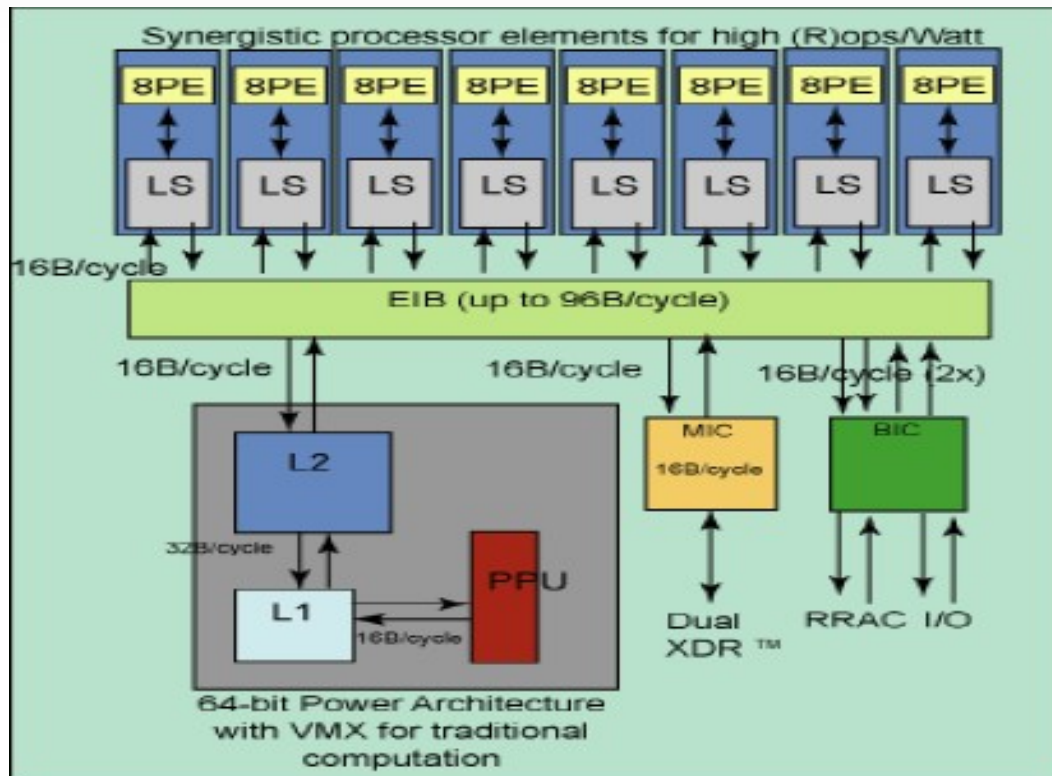 Synergistic processor elements for high (R)ops/Watt
8PE 8PE 8PE 8PE 8PE 8PE 8PE 8PE
LS LS LS LS LS LS LS LS
16B/cycle
EIB (up to 96B/cycle)
16B/cycle 16B/cycle 16B/cycle (2x)
MIC BIC
L2
16B/cycle
32B/cycle
PPU
L1
16B/cycle
Dual
XDR ™
RRAC I/O
64-bit Power Architecture
with VMX for traditional
computation